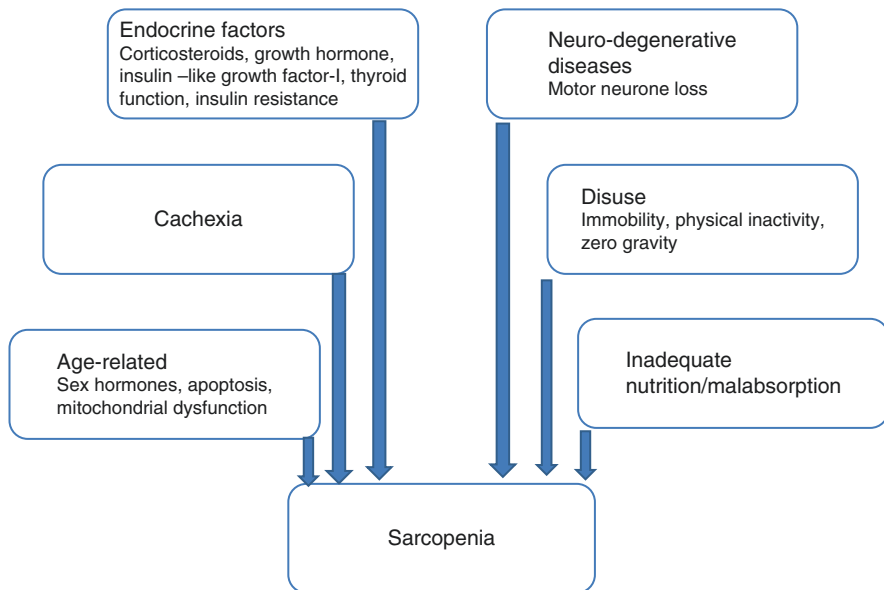 Endocrine factors
Corticosteroids, growth hormone,
insulin –like growth factor-I, thyroid
function, insulin resistance
Neuro-degenerative
diseases
Motor neurone loss
Cachexia
Disuse
Immobility, physical inactivity,
zero gravity
Age-related
Sex hormones, apoptosis,
mitochondrial dysfunction
Inadequate
nutrition/malabsorption
Sarcopenia